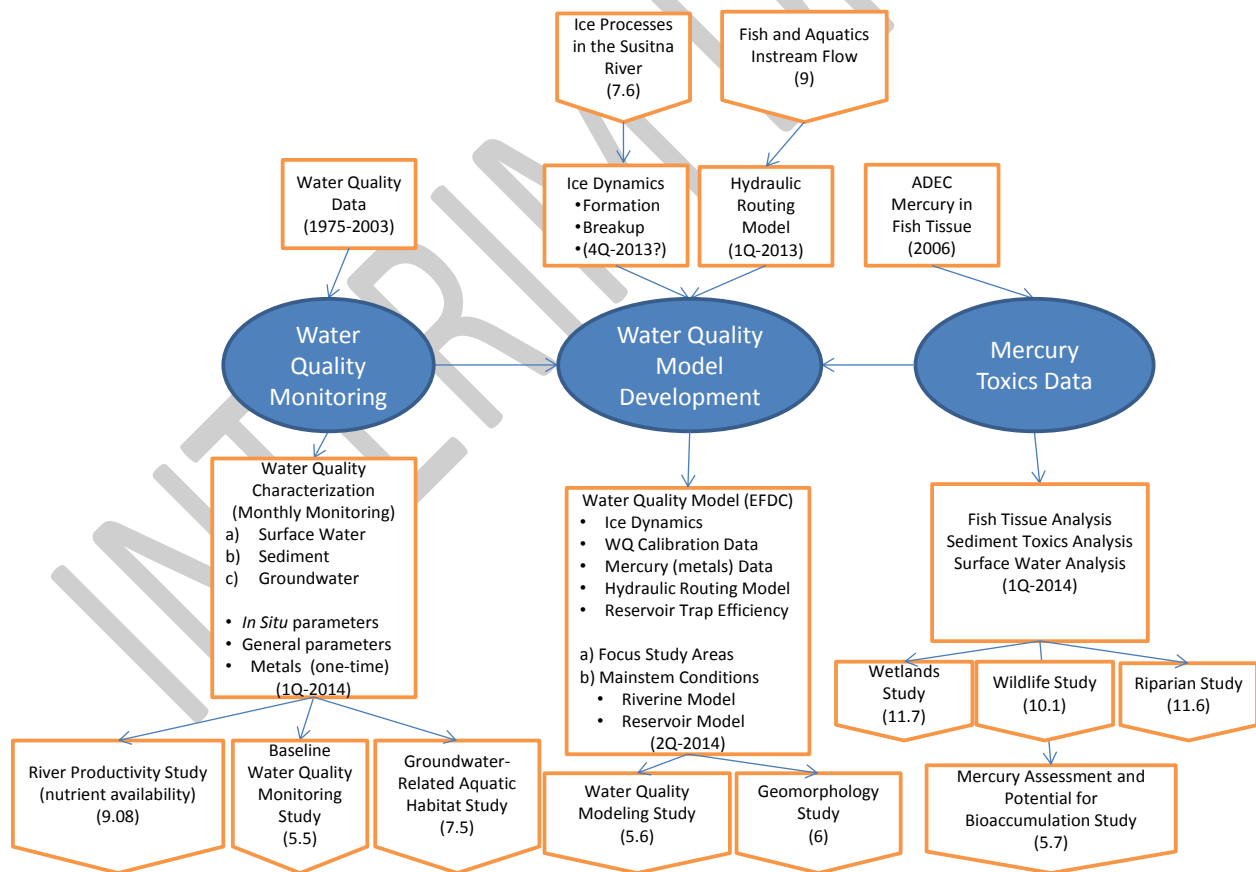 Ice Processes
in the Susitna
River
(7.6)
Fish and Aquatics
Instream Flow
(9)
Water Quality
Data
(1975-2003)
Ice Dynamics
•Formation
•Breakup
•(4Q-2013?)
Hydraulic
Routing
Model
(1Q-2013)
ADEC
Mercury in
Fish Tissue
(2006)
Water
Quality
Monitoring
Water Quality
Model
Development
Mercury
Toxics Data
Water Quality
Characterization
(Monthly Monitoring)
a) Surface Water
b) Sediment
c) Groundwater
• In Situ parameters
• General parameters
• Metals (one-time)
(1Q-2014)
Water Quality Model (EFDC)
• Ice Dynamics
• WQ Calibration Data
• Mercury (metals) Data
• Hydraulic Routing Model
• Reservoir Trap Efficiency
a) Focus Study Areas
b) Mainstem Conditions
• Riverine Model
• Reservoir Model
(2Q-2014)
Fish Tissue Analysis
Sediment Toxics Analysis
Surface Water Analysis
(1Q-2014)
Wetlands
Study
(11.7)
Wildlife Study
(10.1)
Riparian Study
(11.6)
River Productivity Study
(nutrient availability)
(9.08)
Baseline
Water Quality
Monitoring
Study
(5.5)
Groundwater-
Related Aquatic
Habitat Study
(7.5)
Water Quality
Modeling Study
(5.6)
Geomorphology
Study
(6)
Mercury Assessment and
Potential for
Bioaccumulation Study
(5.7)
INTERIM